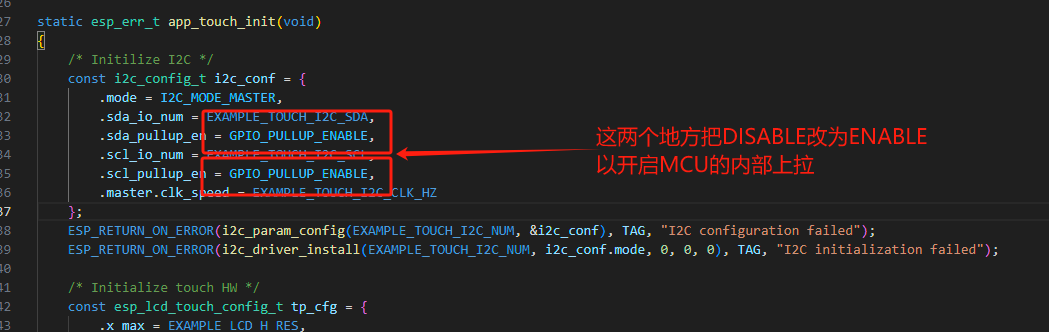 26
27 static esp_err_t app_touch_init(void)
28 {
29 /* Initilize I2C */
30 const i2c_config_t i2c_conf = {
31 .mode = I2C_MODE_MASTER,
32 .sda_io_num = EXAMPLE_TOUCH_I2C_SDA,
33 .sda_pullup_en = GPIO_PULLUP_ENABLE,
34 .scl_io_num = EXAMPLE_TOUCH_I2C_SCL,
35 .scl_pullup_en = GPIO_PULLUP_ENABLE,
36 .master.clk_speed = EXAMPLE_TOUCH_I2C_CLK_HZ
37 };
38 ESP_RETURN_ON_ERROR(i2c_param_config(EXAMPLE_TOUCH_I2C_NUM, &i2c_conf), TAG, "I2C configuration failed");
39 ESP_RETURN_ON_ERROR(i2c_driver_install(EXAMPLE_TOUCH_I2C_NUM, i2c_conf.mode, 0, 0, 0), TAG, "I2C initialization failed");
40
41 /* Initialize touch HW */
42 const esp_lcd_touch_config_t tp_cfg = {
43 .x_max = EXAMPLE_LCD_H_RES,
这两个地方把DISABLE改为ENABLE
以开启MCU的内部上拉